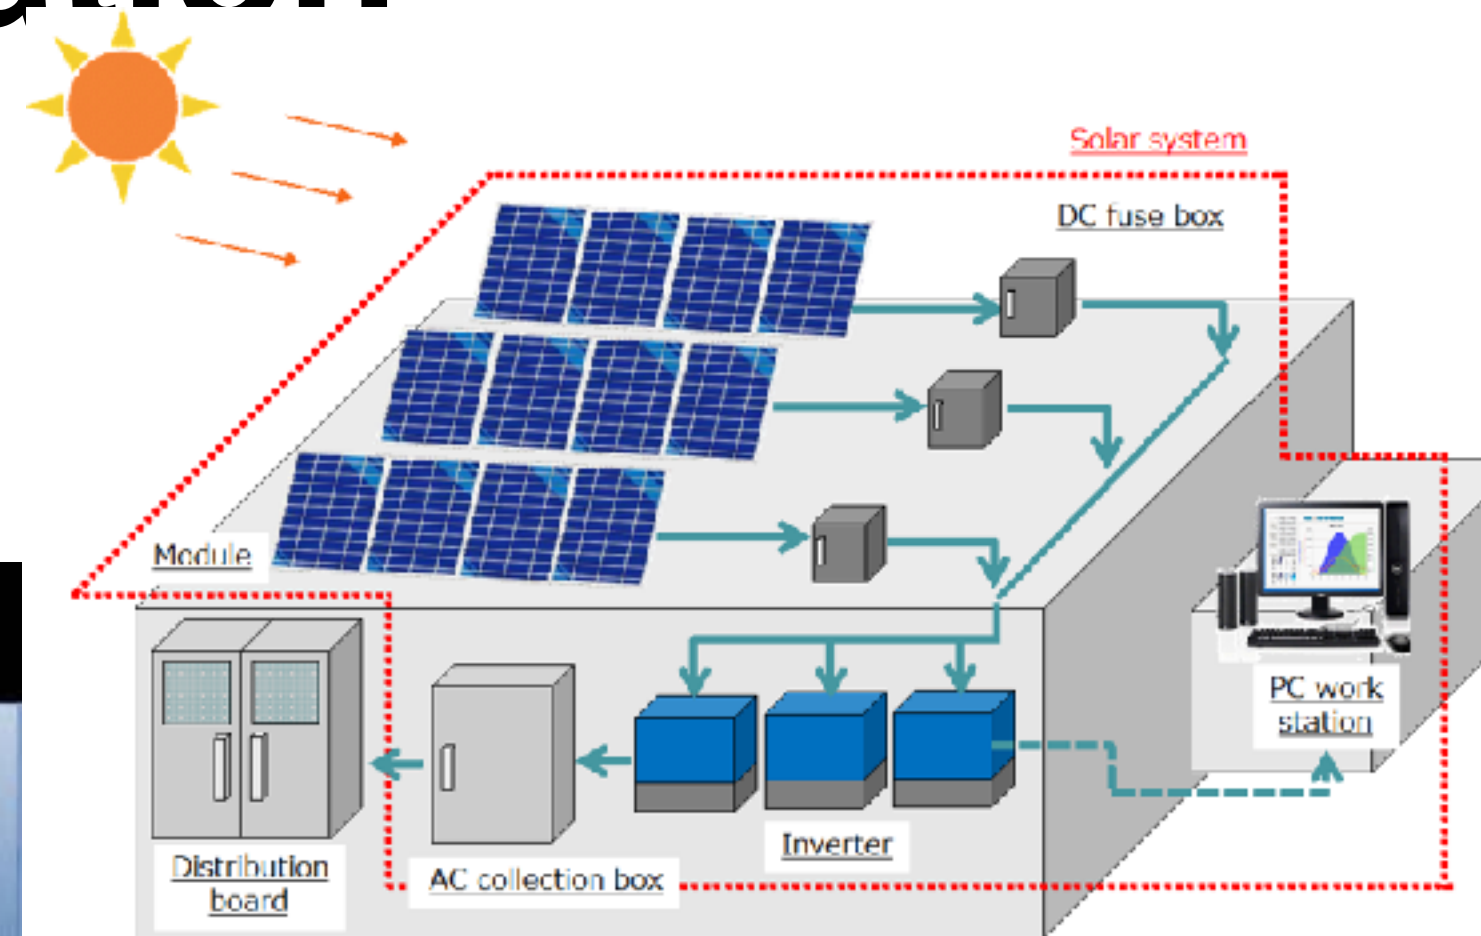 Solar system
DC fuse box
Module
PC work
station
Inverter
Distribution
board
AC collection box